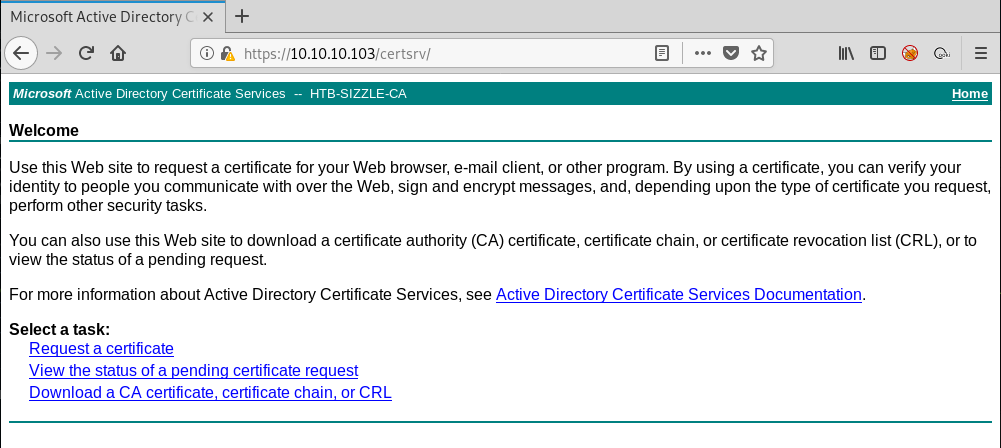 Microsoft Active Directory C
https://10.10.10.103/certsrv/
Microsoft Active Directory Certificate Services -- HTB-SIZZLE-CA Home
Welcome
Use this Web site to request a certificate for your Web browser, e-mail client, or other program. By using a certificate, you can verify your
identity to people you communicate with over the Web, sign and encrypt messages, and, depending upon the type of certificate you request,
perform other security tasks.
You can also use this Web site to download a certificate authority (CA) certificate, certificate chain, or certificate revocation list (CRL), or to
view the status of a pending request.
For more information about Active Directory Certificate Services, see Active Directory Certificate Services Documentation.
Select a task:
Request a certificate
View the status of a pending certificate request
Download a CA certificate, certificate chain, or CRL